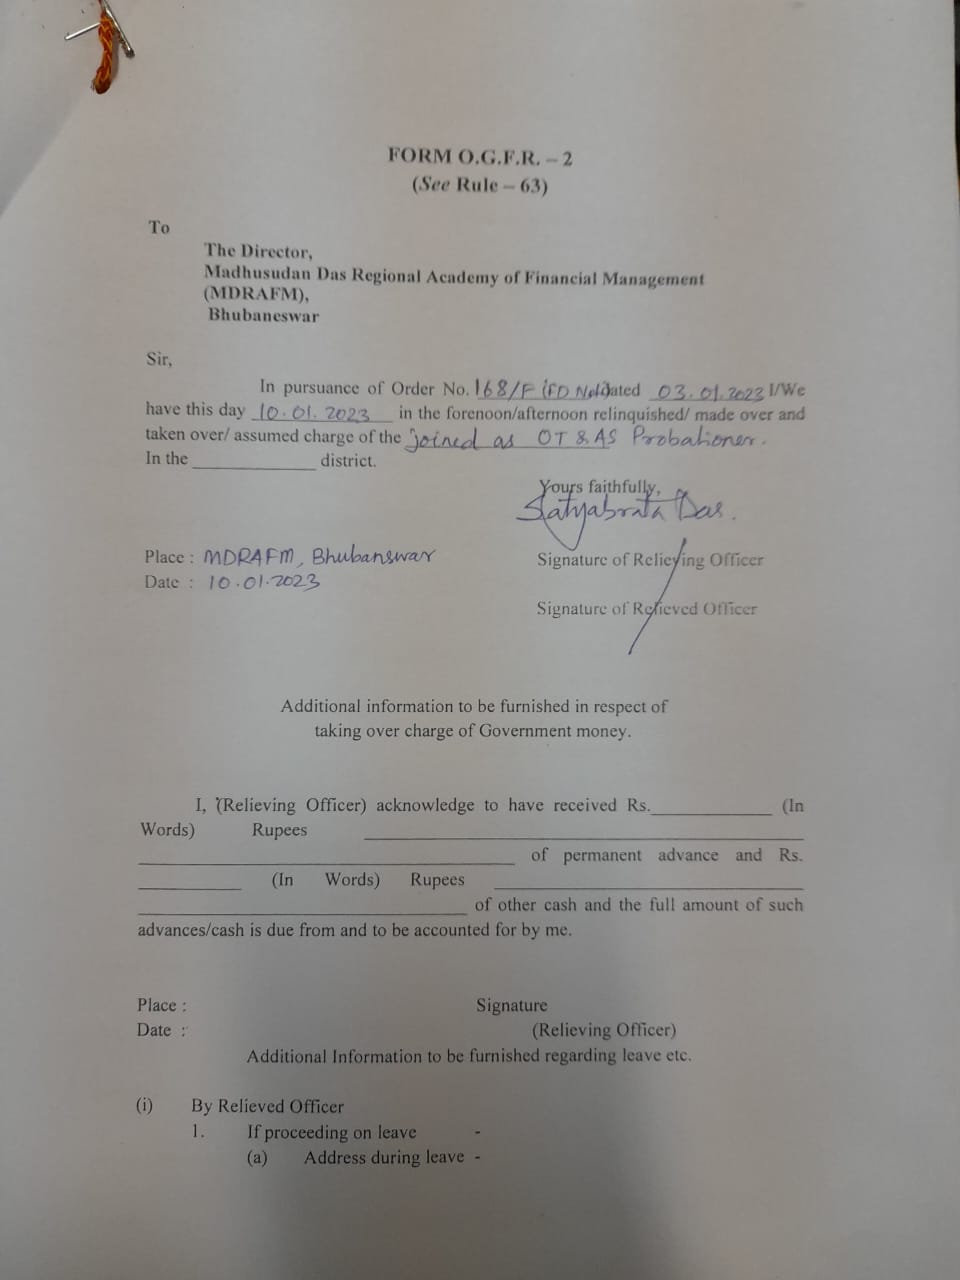 FORM O.G.F.R. – 2
(See Rule – 63)
To
The Director,
Madhusudan Das Regional Academy of Financial Management
(MDRAFM),
Bhubaneswar
Sir,
In pursuance of Order No. 168/F (FD dated 03.01.2023 I/We
have this day 10.01.2023 in the forenoon/afternoon relinquished/ made over and
taken over/ assumed charge of the joined as OT & AS Probationer.
In the ____________ district.
Yours faithfully,
Satyabrata Das.
Place : MDRAFM, Bhubanswar
Signature of Relieving Officer
Date : 10.01.2023
Signature of Relieved Officer
Additional information to be furnished in respect of
taking over charge of Government money.
I, (Relieving Officer) acknowledge to have received Rs.____________ (In
Words) Rupees ____________
____________ of permanent advance and Rs.
____________ (In Words) Rupees ____________
____________ of other cash and the full amount of such
advances/cash is due from and to be accounted for by me.
Place : Signature
Date : (Relieving Officer)
Additional Information to be furnished regarding leave etc.
(i) By Relieved Officer
1. If proceeding on leave -
(a) Address during leave -